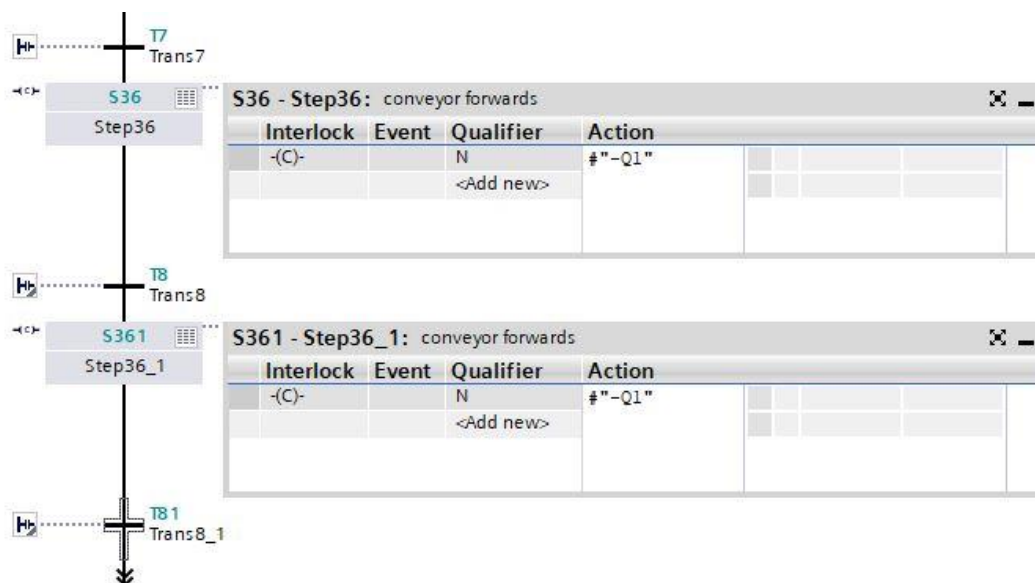 T7
Trans7
-(C)-
S36
Step36
S36 - Step36: conveyor forwards
Interlock Event Qualifier Action
-(C)- N #"-Q1"
<Add new>
T8
Trans8
-(C)-
S361
Step36_1
S361 - Step36_1: conveyor forwards
Interlock Event Qualifier Action
-(C)- N #"-Q1"
<Add new>
T81
Trans8_1